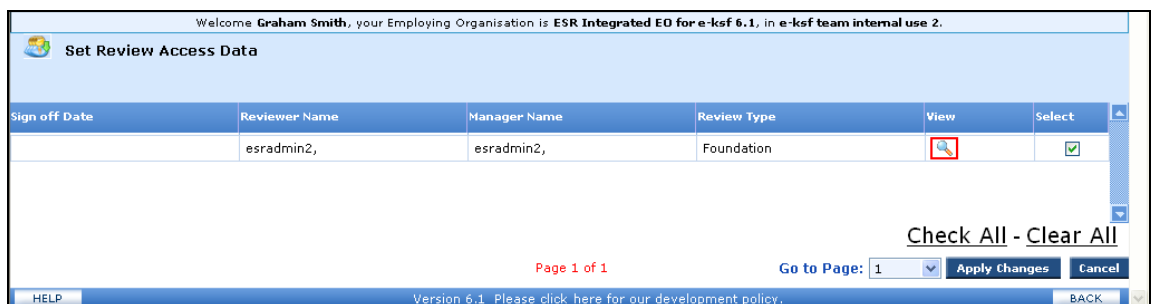 Welcome Graham Smith, your Employing Organisation is ESR Integrated EO for e-ksf 6.1, in e-ksf team internal use 2.
Set Review Access Data
Sign off Date Reviewer Name Manager Name Review Type View Select
esradmin2, esradmin2, Foundation
Check All - Clear All
Page 1 of 1 Go to Page: 1 Apply Changes Cancel
HELP Version 6.1 Please click here for our development policy. BACK